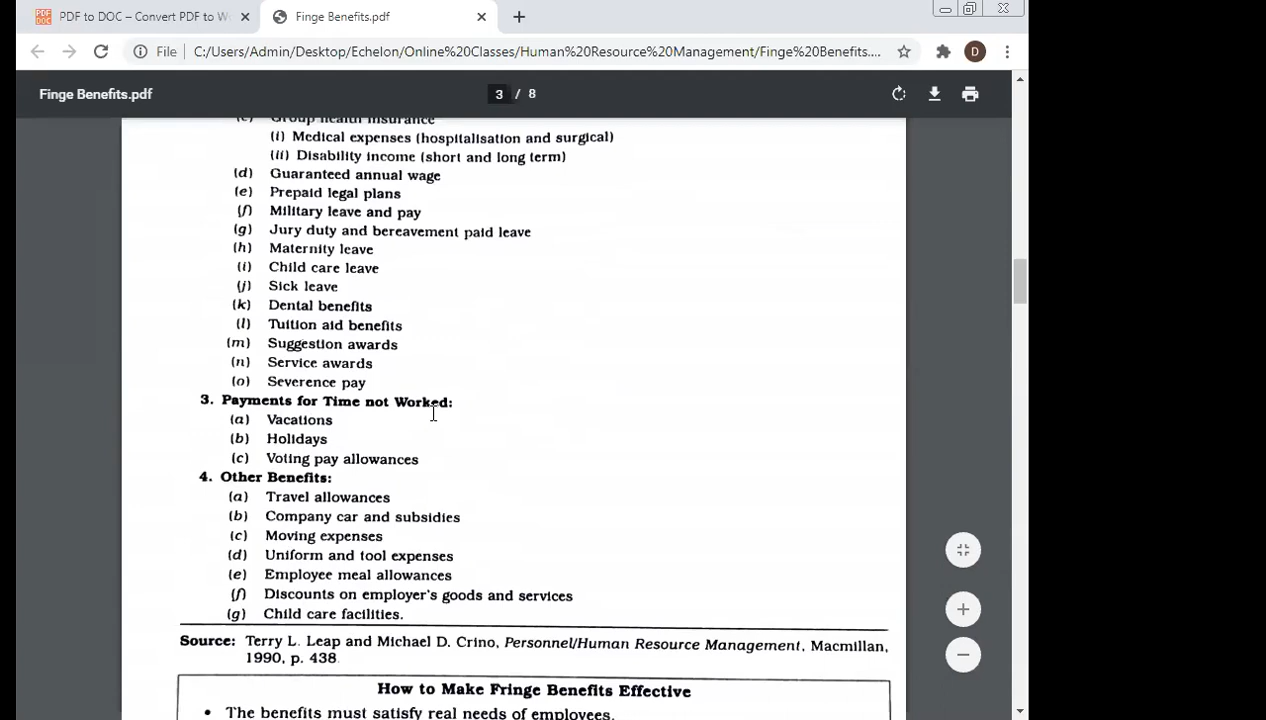 PDF to DOC – Convert PDF to W
Finge Benefits.pdf
File
C:/Users/Admin/Desktop/Echelon/Online%20Classes/Human%20Resource%20Management/Finge%20Benefits....
D
Finge Benefits.pdf
3 / 8
Group health insurance
(i) Medical expenses (hospitalisation and surgical)
(ii) Disability income (short and long term)
(d) Guaranteed annual wage
(e) Prepaid legal plans
(f) Military leave and pay
(g) Jury duty and bereavement paid leave
(h) Maternity leave
(i) Child care leave
(j) Sick leave
(k) Dental benefits
(l) Tuition aid benefits
(m) Suggestion awards
(n) Service awards
(o) Severence pay
3. Payments for Time not Worked:
(a) Vacations
(b) Holidays
(c) Voting pay allowances
4. Other Benefits:
(a) Travel allowances
(b) Company car and subsidies
(c) Moving expenses
(d) Uniform and tool expenses
(e) Employee meal allowances
(f) Discounts on employer's goods and services
(g) Child care facilities.
Source: Terry L. Leap and Michael D. Crino, Personnel/Human Resource Management, Macmillan,
1990, p. 438.
How to Make Fringe Benefits Effective
• The benefits must satisfy real needs of employees.